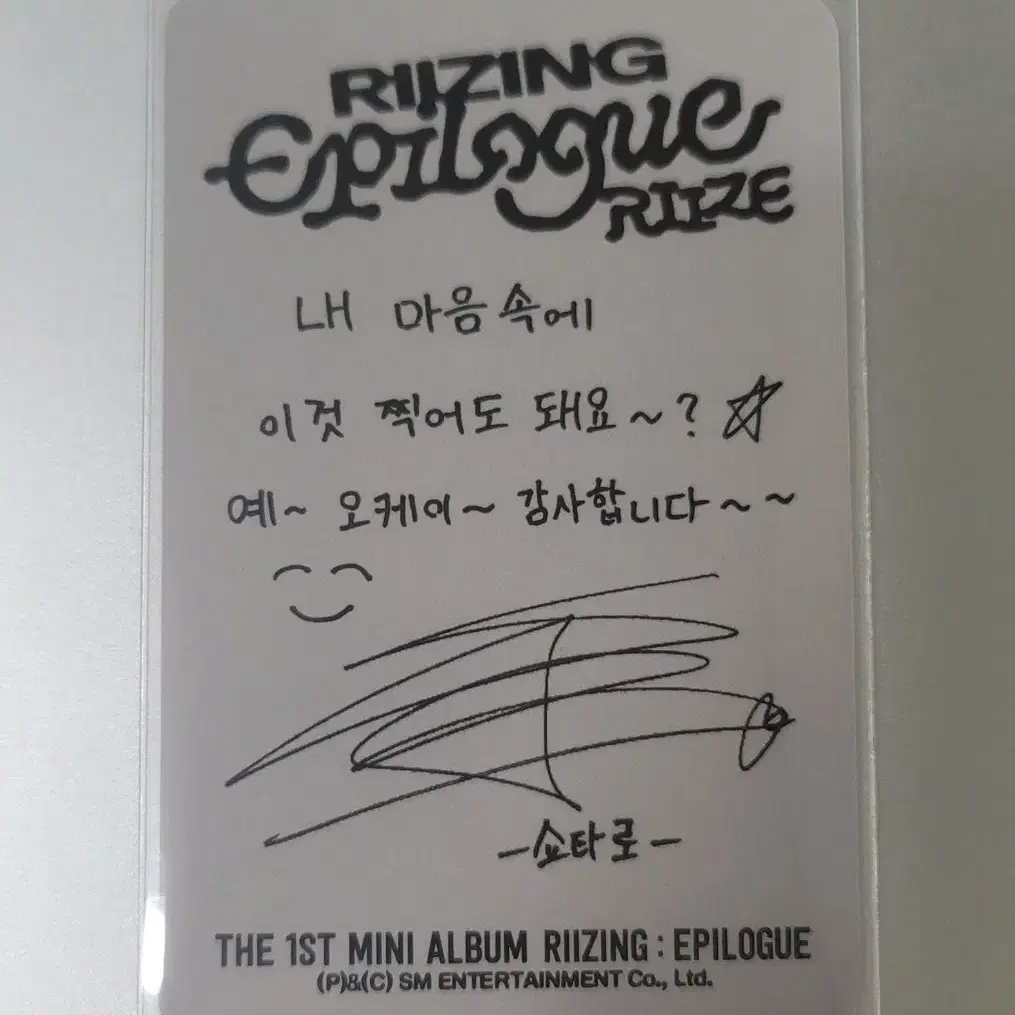 RIIZING
Epilogue
RIIZE
내 마음속에
이것 찍어도 돼요~?
예~ 오케이~ 감사합니다~~
-쇼타로-
THE 1ST MINI ALBUM RIIZING : EPILOGUE
(P)&(C) SM ENTERTAINMENT Co., Ltd.